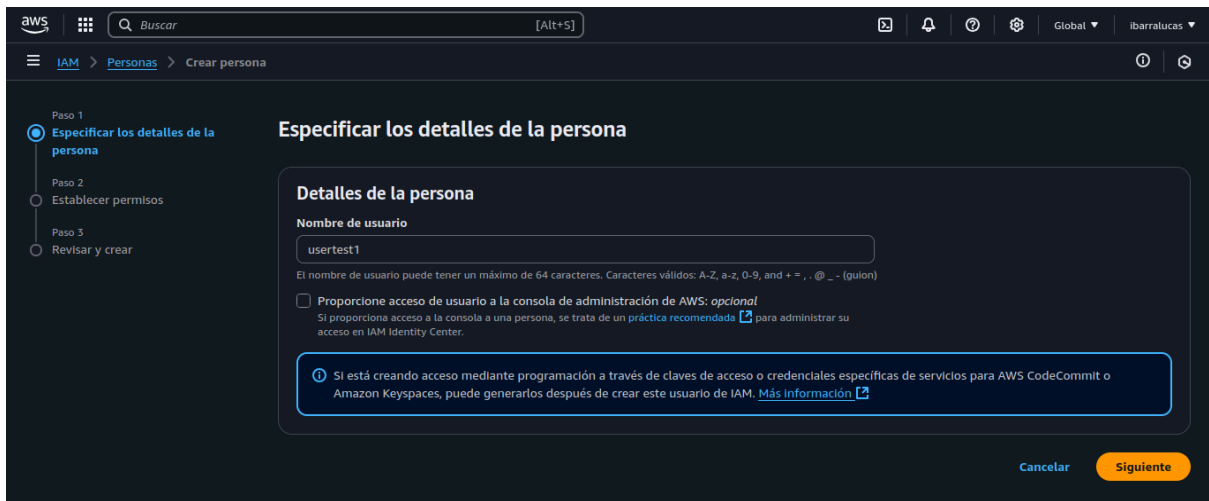 aws
Buscar
[Alt+S]
Global
ibarralucas
IAM > Personas > Crear persona
Paso 1
Especificar los detalles de la
persona
Paso 2
Establecer permisos
Paso 3
Revisar y crear
Especificar los detalles de la persona
Detalles de la persona
Nombre de usuario
usertest1
El nombre de usuario puede tener un máximo de 64 caracteres. Caracteres válidos: A-Z, a-z, 0-9, and + = , . @ _ - (guion)
Proporcione acceso de usuario a la consola de administración de AWS: opcional
Si proporciona acceso a la consola a una persona, se trata de un práctica recomendada para administrar su
acceso en IAM Identity Center.
Si está creando acceso mediante programación a través de claves de acceso o credenciales específicas de servicios para AWS CodeCommit o
Amazon Keyspaces, puede generarlos después de crear este usuario de IAM. Más información
Cancelar
Siguiente